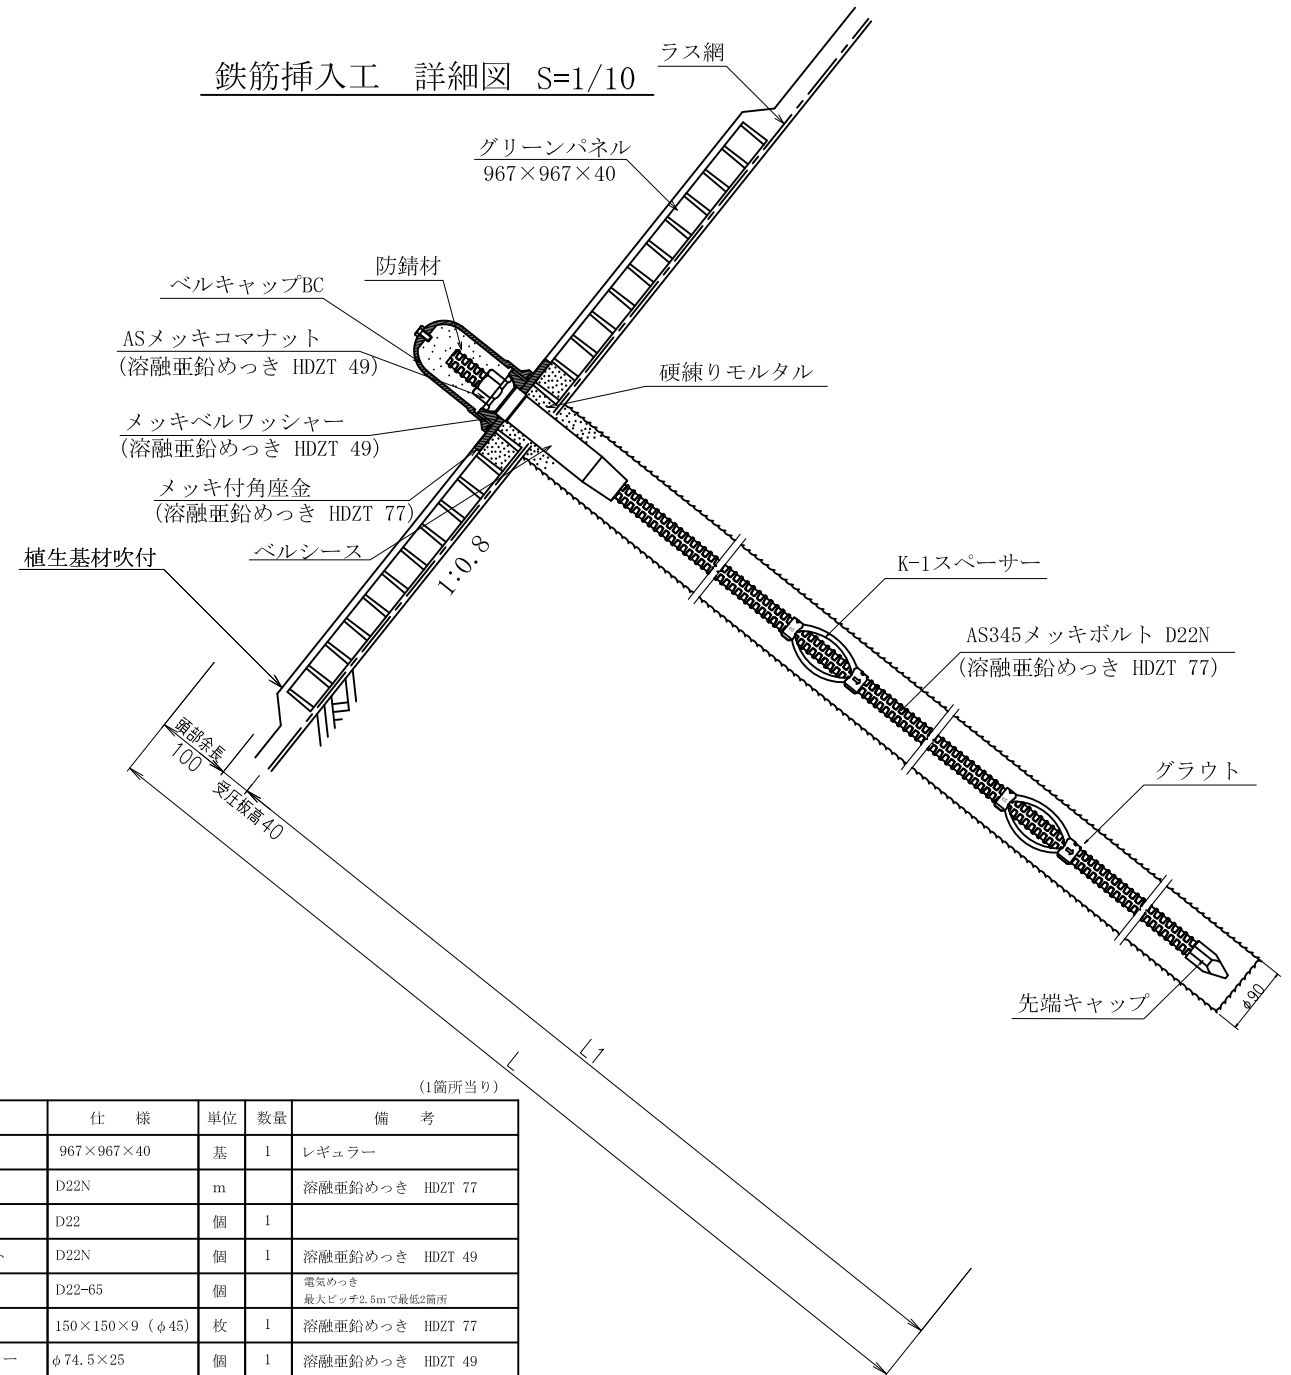 鉄筋挿入工　詳細図　S=1/10
ラス網
グリーンパネル
967×967×40
防錆材
ベルキャップBC
ASメッキコマナット
(溶融亜鉛めっき HDZT 49)
硬練りモルタル
メッキベルワッシャー
(溶融亜鉛めっき HDZT 49)
メッキ付角座金
(溶融亜鉛めっき HDZT 77)
ベルシース
植生基材吹付
1:0.8
K-1スペーサー
AS345メッキボルト D22N
(溶融亜鉛めっき HDZT 77)
頭部余長
100
受圧板高40
グラウト
先端キャップ
φ90
L1
L
(1箇所当り)
仕　様 単位 数量 備　考
967×967×40 基 1 レギュラー
D22N m 溶融亜鉛めっき HDZT 77
D22 個 1
ト D22N 個 1 溶融亜鉛めっき HDZT 49
D22-65 個 電気めっき
最大ピッチ2.5mで最低2箇所
150×150×9 (φ45) 枚 1 溶融亜鉛めっき HDZT 77
ー φ74.5×25 個 1 溶融亜鉛めっき HDZT 49